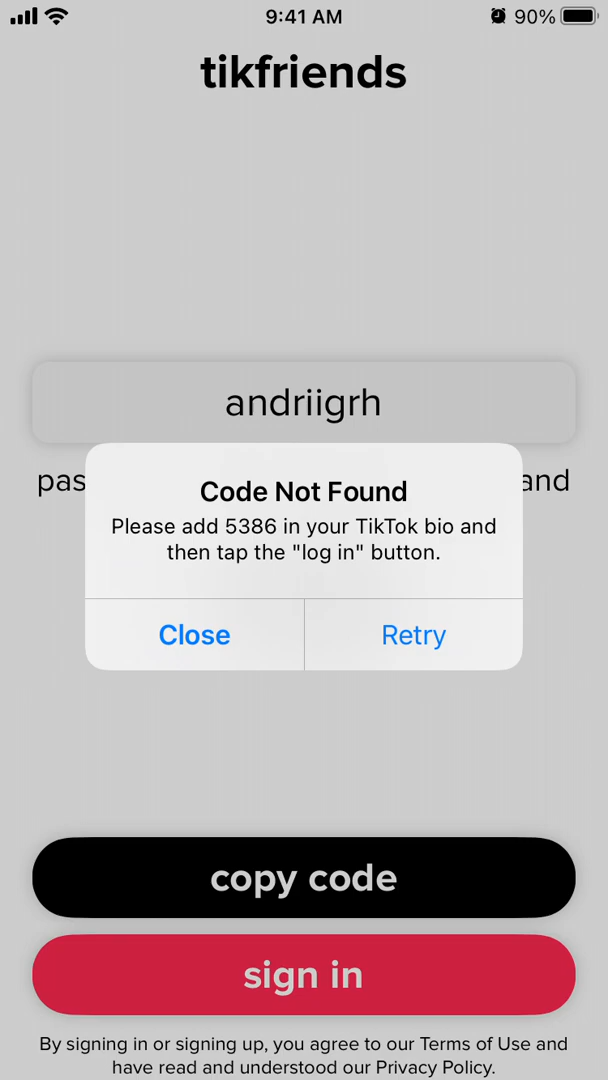 9:41 AM
90%
tikfriends
andriigrh
and
Code Not Found
Please add 5386 in your TikTok bio and
then tap the "log in" button.
Close
Retry
copy code
sign in
By signing in or signing up, you agree to our Terms of Use and
have read and understood our Privacy Policy.